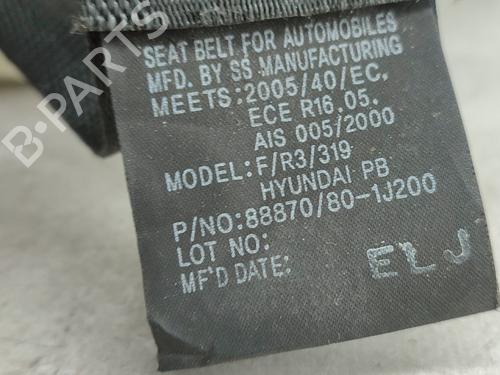 SEAT BELT FOR AUTOMOBILES
MFD. BY SS MANUFACTURING
MEETS:2005/40/EC,
ECE R16.05.
AIS 005/2000
MODEL:F/R3/319
HYUNDAI PB
P/NO:88870/80-1J200
LOT NO:
MF'D DATE:
ELJ
B-PARTS